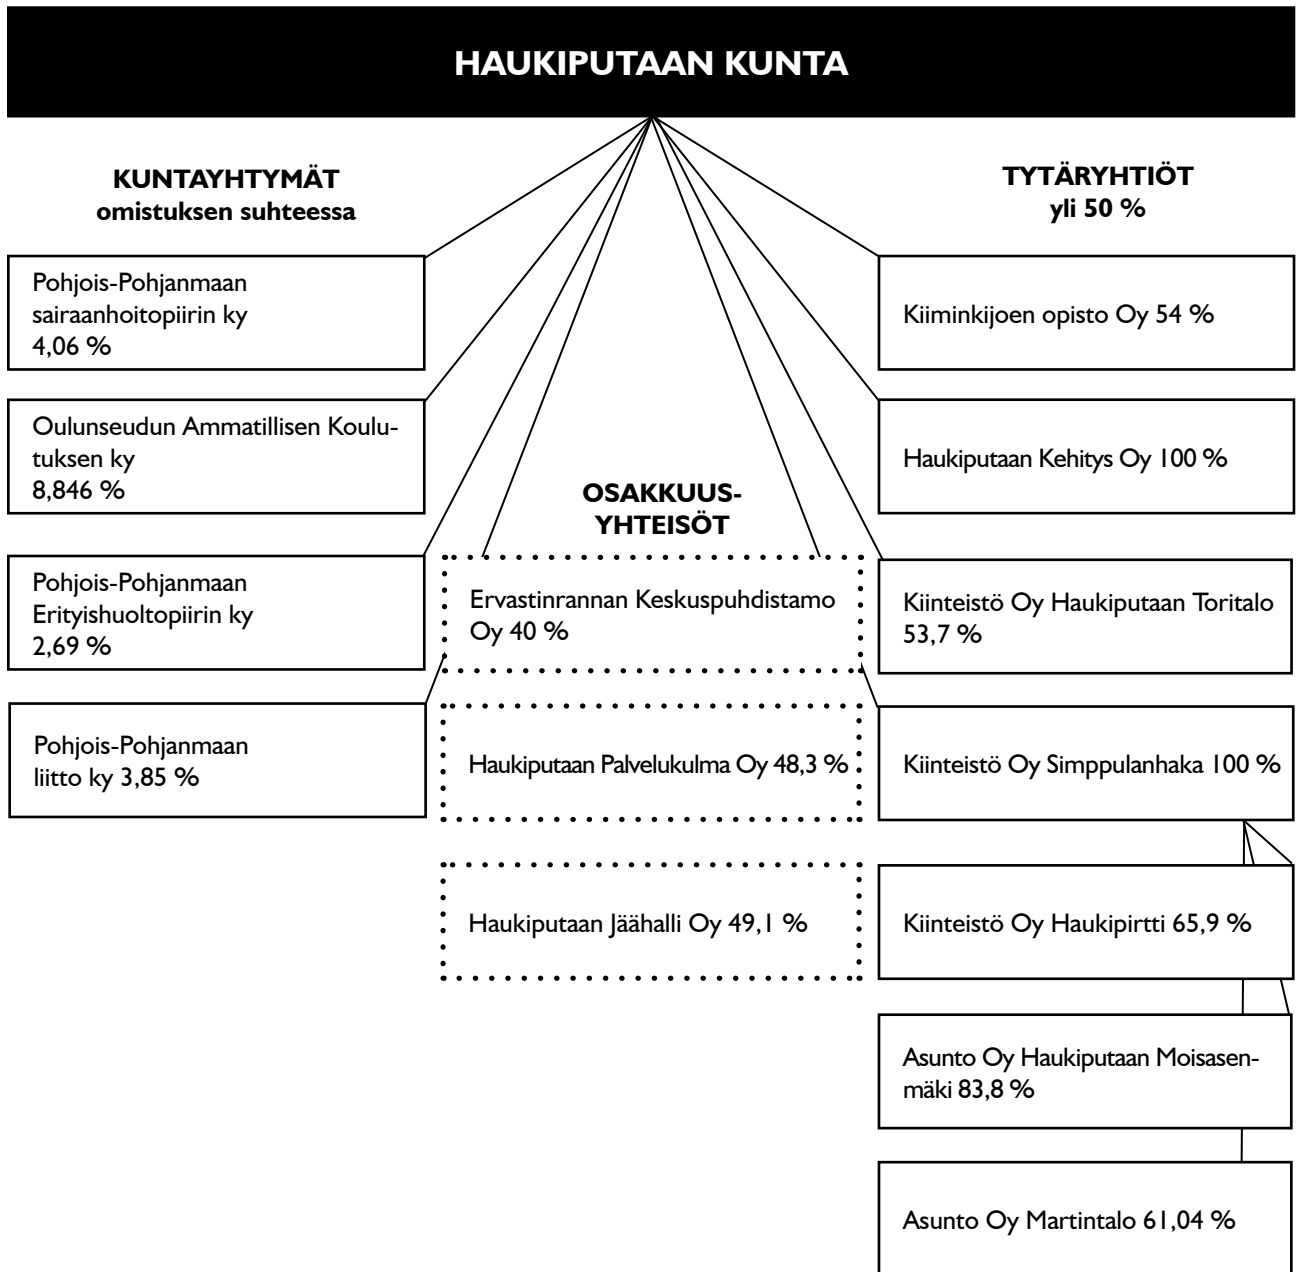 HAUKIPUTAAN KUNTA
KUNTAYHTYMÄT
omistuksen suhteessa
Pohjois-Pohjanmaan
sairaanhoitopiirin ky
4,06 %
Oulunseudun Ammatillisen Koulu-
tuksen ky
8,846 %
Pohjois-Pohjanmaan
Erityishuoltopiirin ky
2,69 %
Pohjois-Pohjanmaan
liitto ky 3,85 %
OSAKKUUS-
YHTEISÖT
Ervastinrannan Keskuspuhdistamo
Oy 40 %
Haukiputaan Palvelukulma Oy 48,3 %
Haukiputaan Jäähalli Oy 49,1 %
TYTÄRYHTIÖT
yli 50 %
Kiiminkijoen opisto Oy 54 %
Haukiputaan Kehitys Oy 100 %
Kiinteistö Oy Haukiputaan Toritalo
53,7 %
Kiinteistö Oy Simppulanhaka 100 %
Kiinteistö Oy Haukipirtti 65,9 %
Asunto Oy Haukiputaan Moisasen-
mäki 83,8 %
Asunto Oy Martintalo 61,04 %